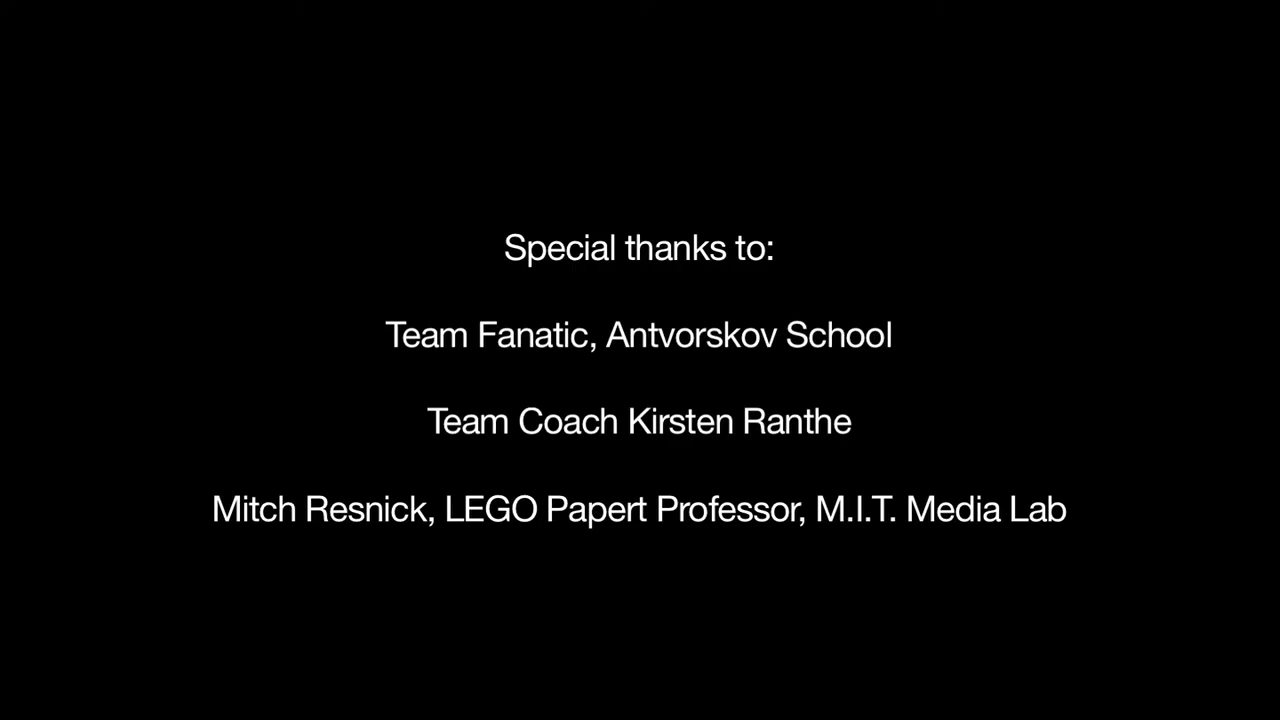 Special thanks to:
Team Fanatic, Antvorskov School
Team Coach Kirsten Ranthe
Mitch Resnick, LEGO Papert Professor, M.I.T. Media Lab